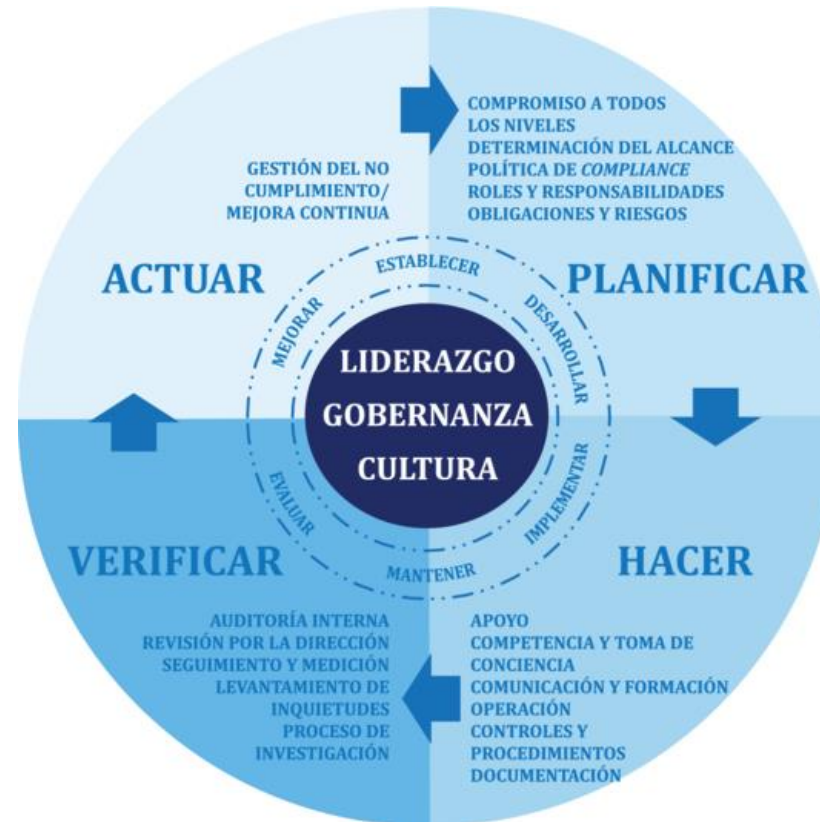 GESTIÓN DEL NO
CUMPLIMIENTO/
MEJORA CONTINUA
ACTUAR
COMPROMISO A TODOS
LOS NIVELES
DETERMINACIÓN DEL ALCANCE
POLÍTICA DE COMPLIANCE
ROLES Y RESPONSABILIDADES
OBLIGACIONES Y RIESGOS
PLANIFICAR
ESTABLECER
DESARROLLAR
IMPLEMENTAR
MANTENER
EVALUAR
MEJORAR
LIDERAZGO
GOBERNANZA
CULTURA
HACER
APOYO
COMPETENCIA Y TOMA DE
CONCIENCIA
COMUNICACIÓN Y FORMACIÓN
OPERACIÓN
CONTROLES Y
PROCEDIMIENTOS
DOCUMENTACIÓN
VERIFICAR
AUDITORÍA INTERNA
REVISIÓN POR LA DIRECCIÓN
SEGUIMIENTO Y MEDICIÓN
LEVANTAMIENTO DE
INQUIETUDES
PROCESO DE
INVESTIGACIÓN